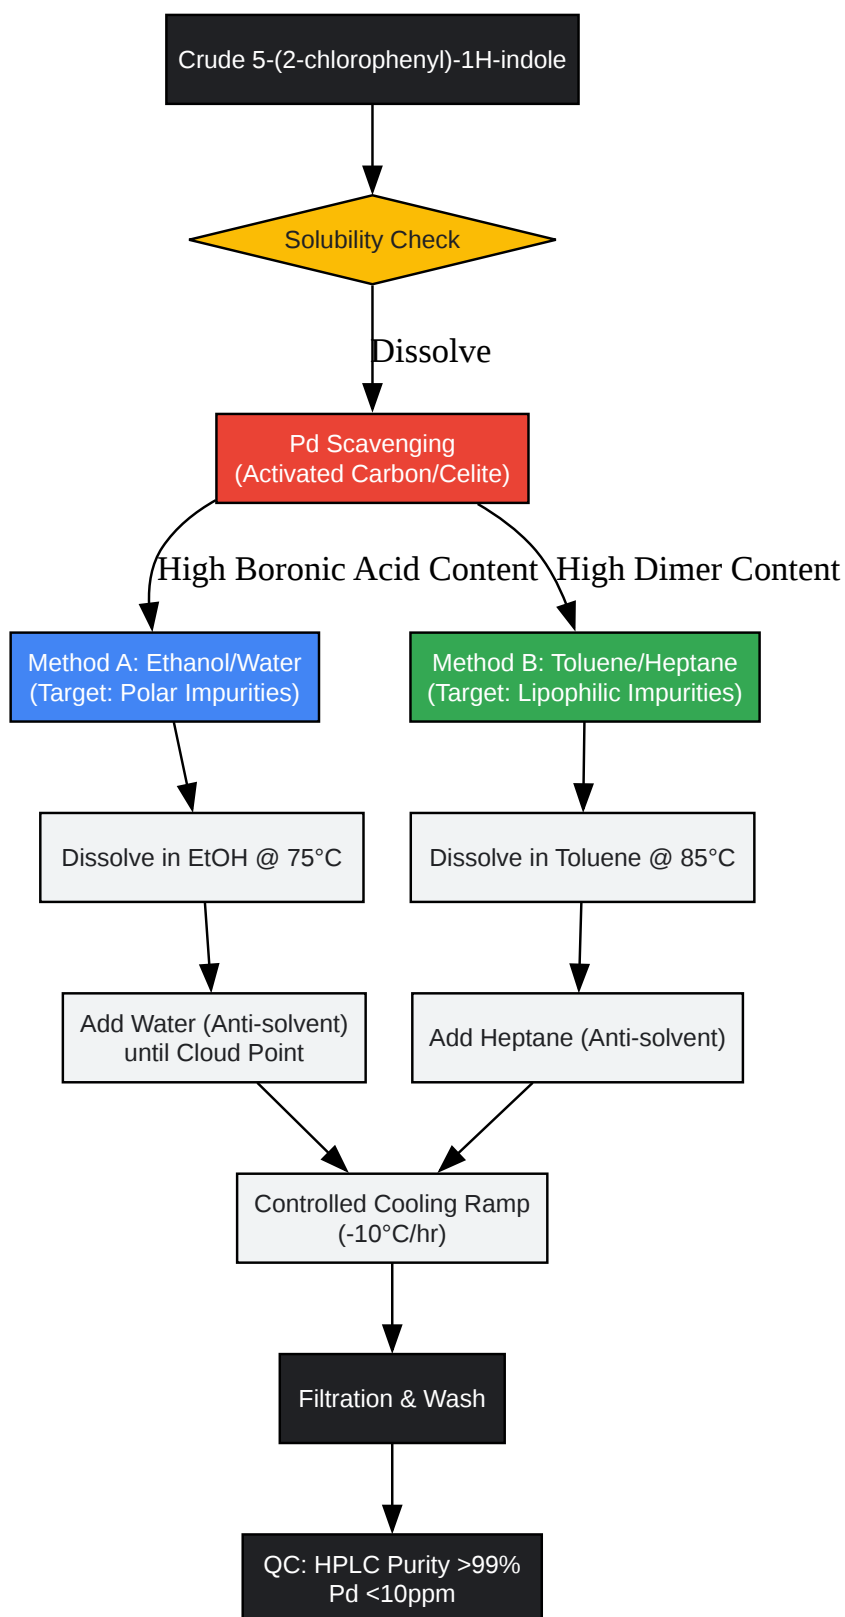 Crude 5-(2-chlorophenyl)-1H-indole
Solubility Check
Dissolve
Pd Scavenging
(Activated Carbon/Celite)
High Boronic Acid Content
High Dimer Content
Method A: Ethanol/Water
(Target: Polar Impurities)
Method B: Toluene/Heptane
(Target: Lipophilic Impurities)
Dissolve in EtOH @ 75°C
Dissolve in Toluene @ 85°C
Add Water (Anti-solvent)
until Cloud Point
Add Heptane (Anti-solvent)
Controlled Cooling Ramp
(-10°C/hr)
Filtration & Wash
QC: HPLC Purity >99%
Pd <10ppm